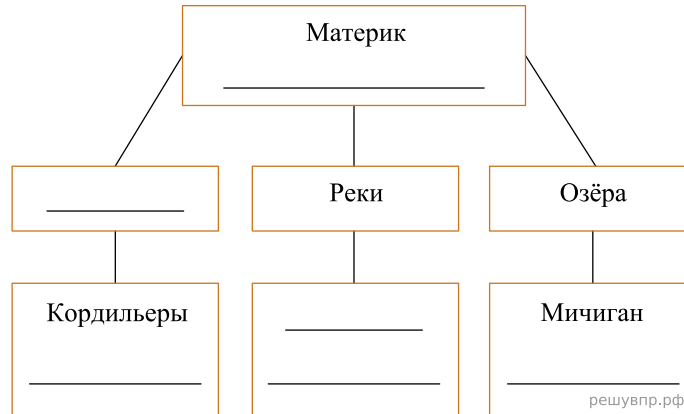 Материк
Реки
Озёра
Кордильеры
Мичиган
решувпр.рф